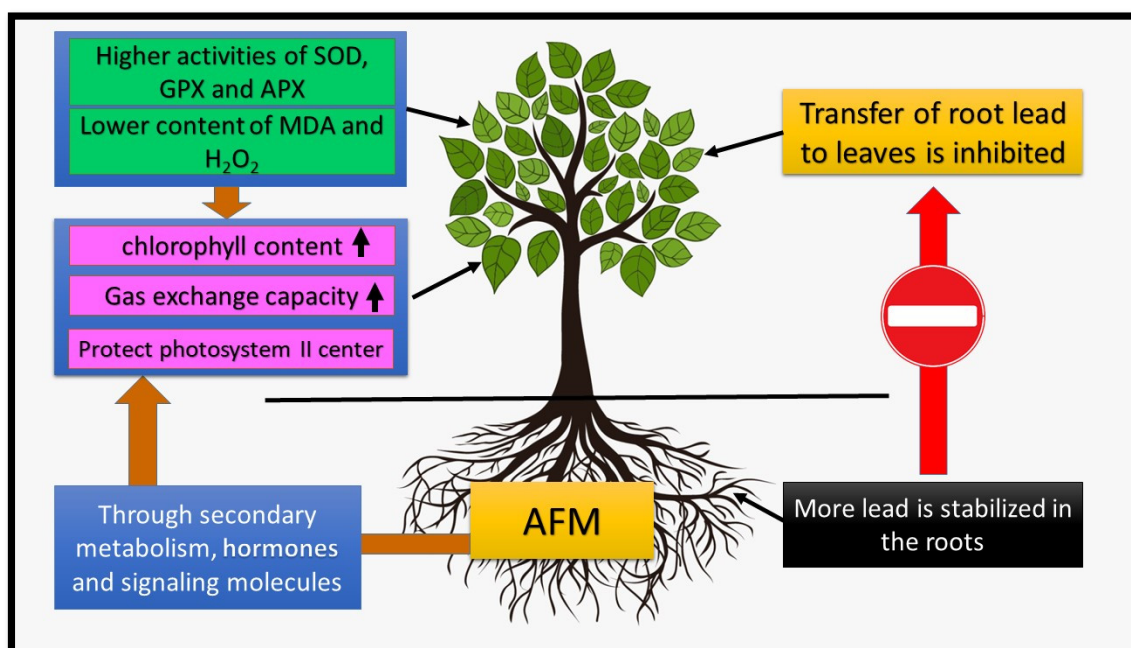 Higher activities of SOD,
GPX and APX
Lower content of MDA and
H₂O₂
chlorophyll content
Gas exchange capacity
Protect photosystem II center
Through secondary
metabolism, hormones
and signaling molecules
AFM
Transfer of root lead
to leaves is inhibited
More lead is stabilized in
the roots